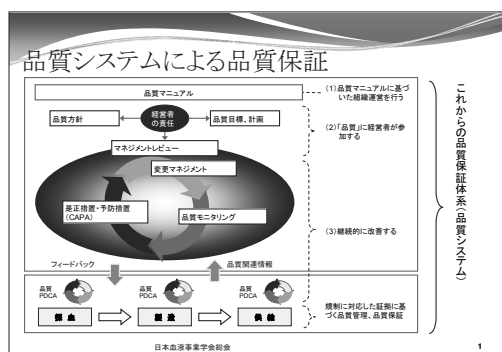 品質システムによる品質保証
品質マニュアル
(1)品質マニュアルに基づ
いた組織運営を行う
品質方針
経営者
の責任
品質目標、計画
(2)「品質」に経営者が参
加する
マネジメントレビュー
変更マネジメント
是正措置・予防措置
(CAPA)
品質モニタリング
(3)継続的に改善する
フィードバック
品質関連情報
品質
PDCA
品質
PDCA
品質
PDCA
採血
製造
供給
規制に対応した証拠に基
づく品質管理、品質保証
これからの品質保証体系(品質システム)
日本血液事業学会総会
1